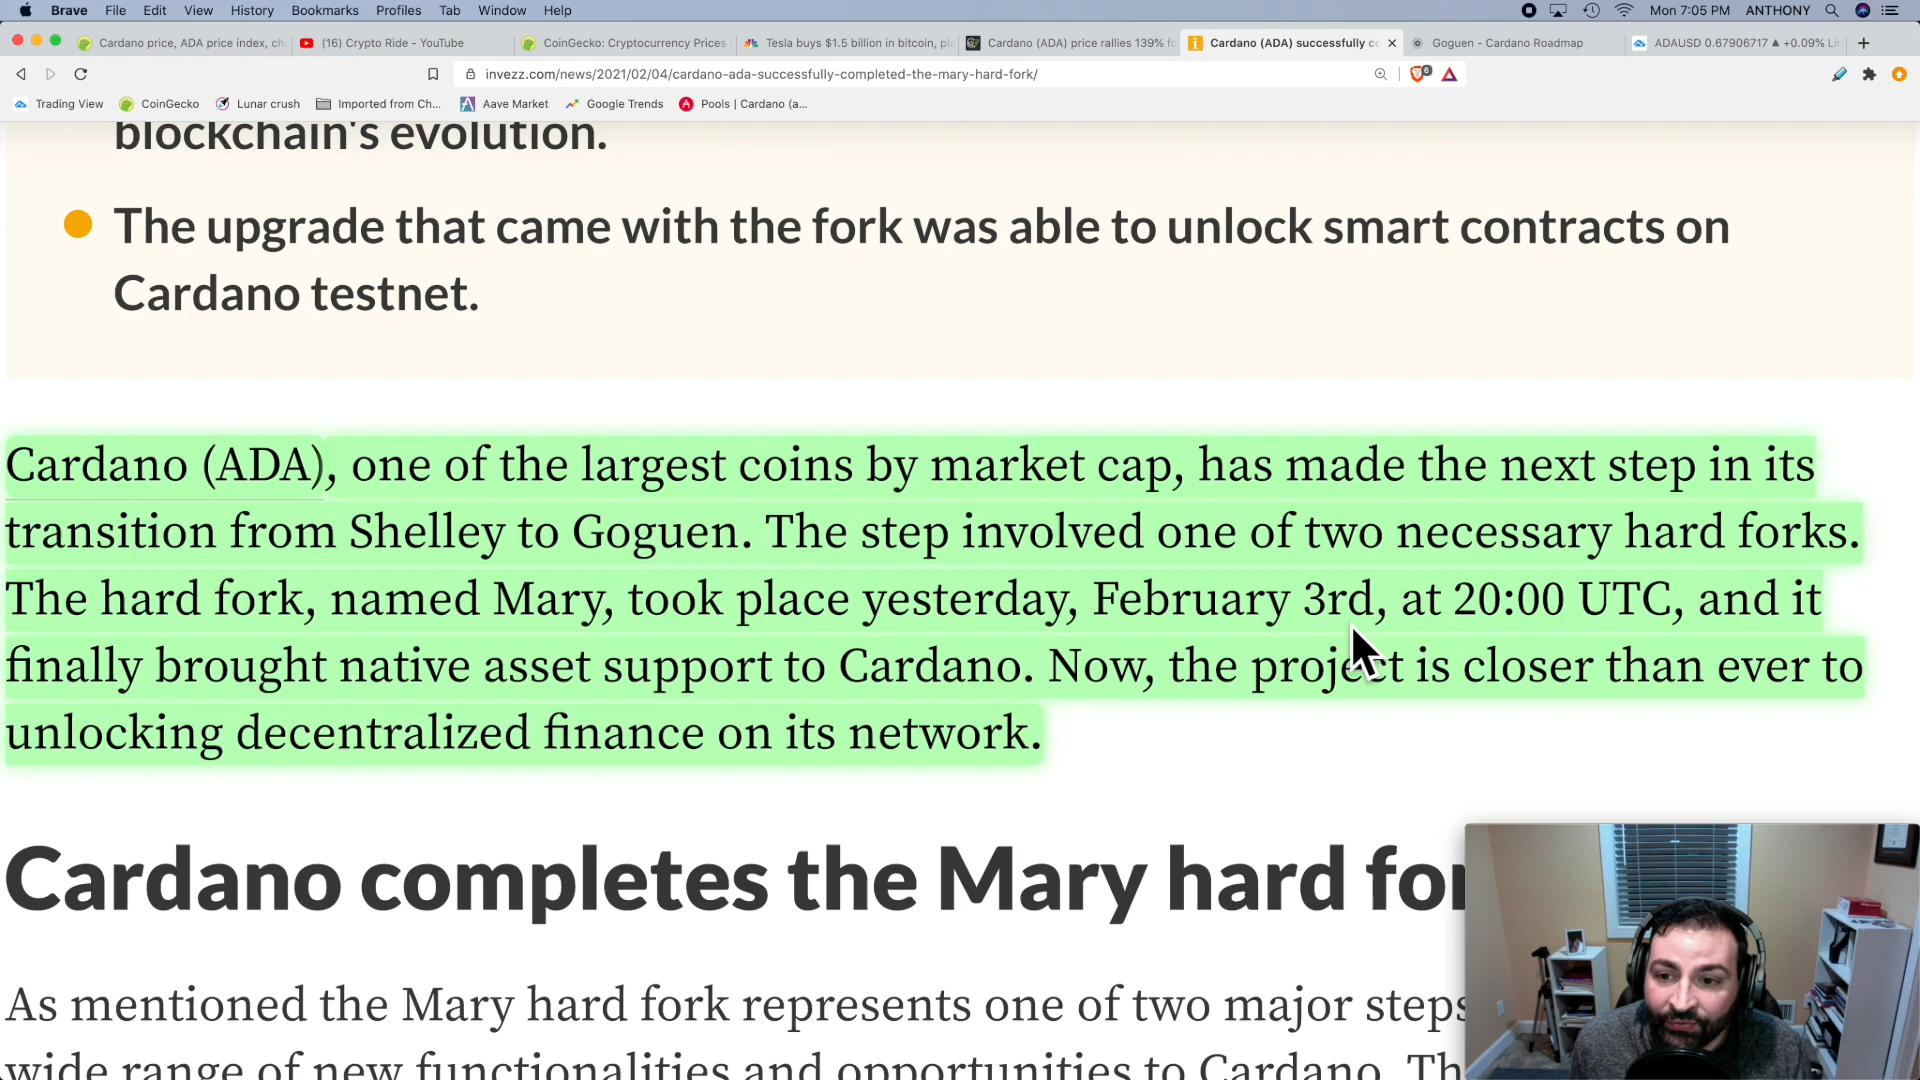 Brave File Edit View History Bookmarks Profiles Tab Window Help Mon 7:05 PM ANTHONY
Cardano price, ADA price index, ch (16) Crypto Ride - YouTube CoinGecko: Cryptocurrency Prices Tesla buys $1.5 billion in bitcoin, pl Cardano (ADA) price rallies 139% fo Cardano (ADA) successfully co Goguen - Cardano Roadmap ADAUSD 0.67906717 ▲ +0.09%
invezz.com/news/2021/02/04/cardano-ada-successfully-completed-the-mary-hard-fork/
Trading View CoinGecko Lunar crush Imported from Ch... Aave Market Google Trends Pools | Cardano (a...
blockchain's evolution.
The upgrade that came with the fork was able to unlock smart contracts on
Cardano testnet.
Cardano (ADA), one of the largest coins by market cap, has made the next step in its
transition from Shelley to Goguen. The step involved one of two necessary hard forks.
The hard fork, named Mary, took place yesterday, February 3rd, at 20:00 UTC, and it
finally brought native asset support to Cardano. Now, the project is closer than ever to
unlocking decentralized finance on its network.
Cardano completes the Mary hard for
As mentioned the Mary hard fork represents one of two major steps
wide range of new functionalities and opportunities to Cardano. Th